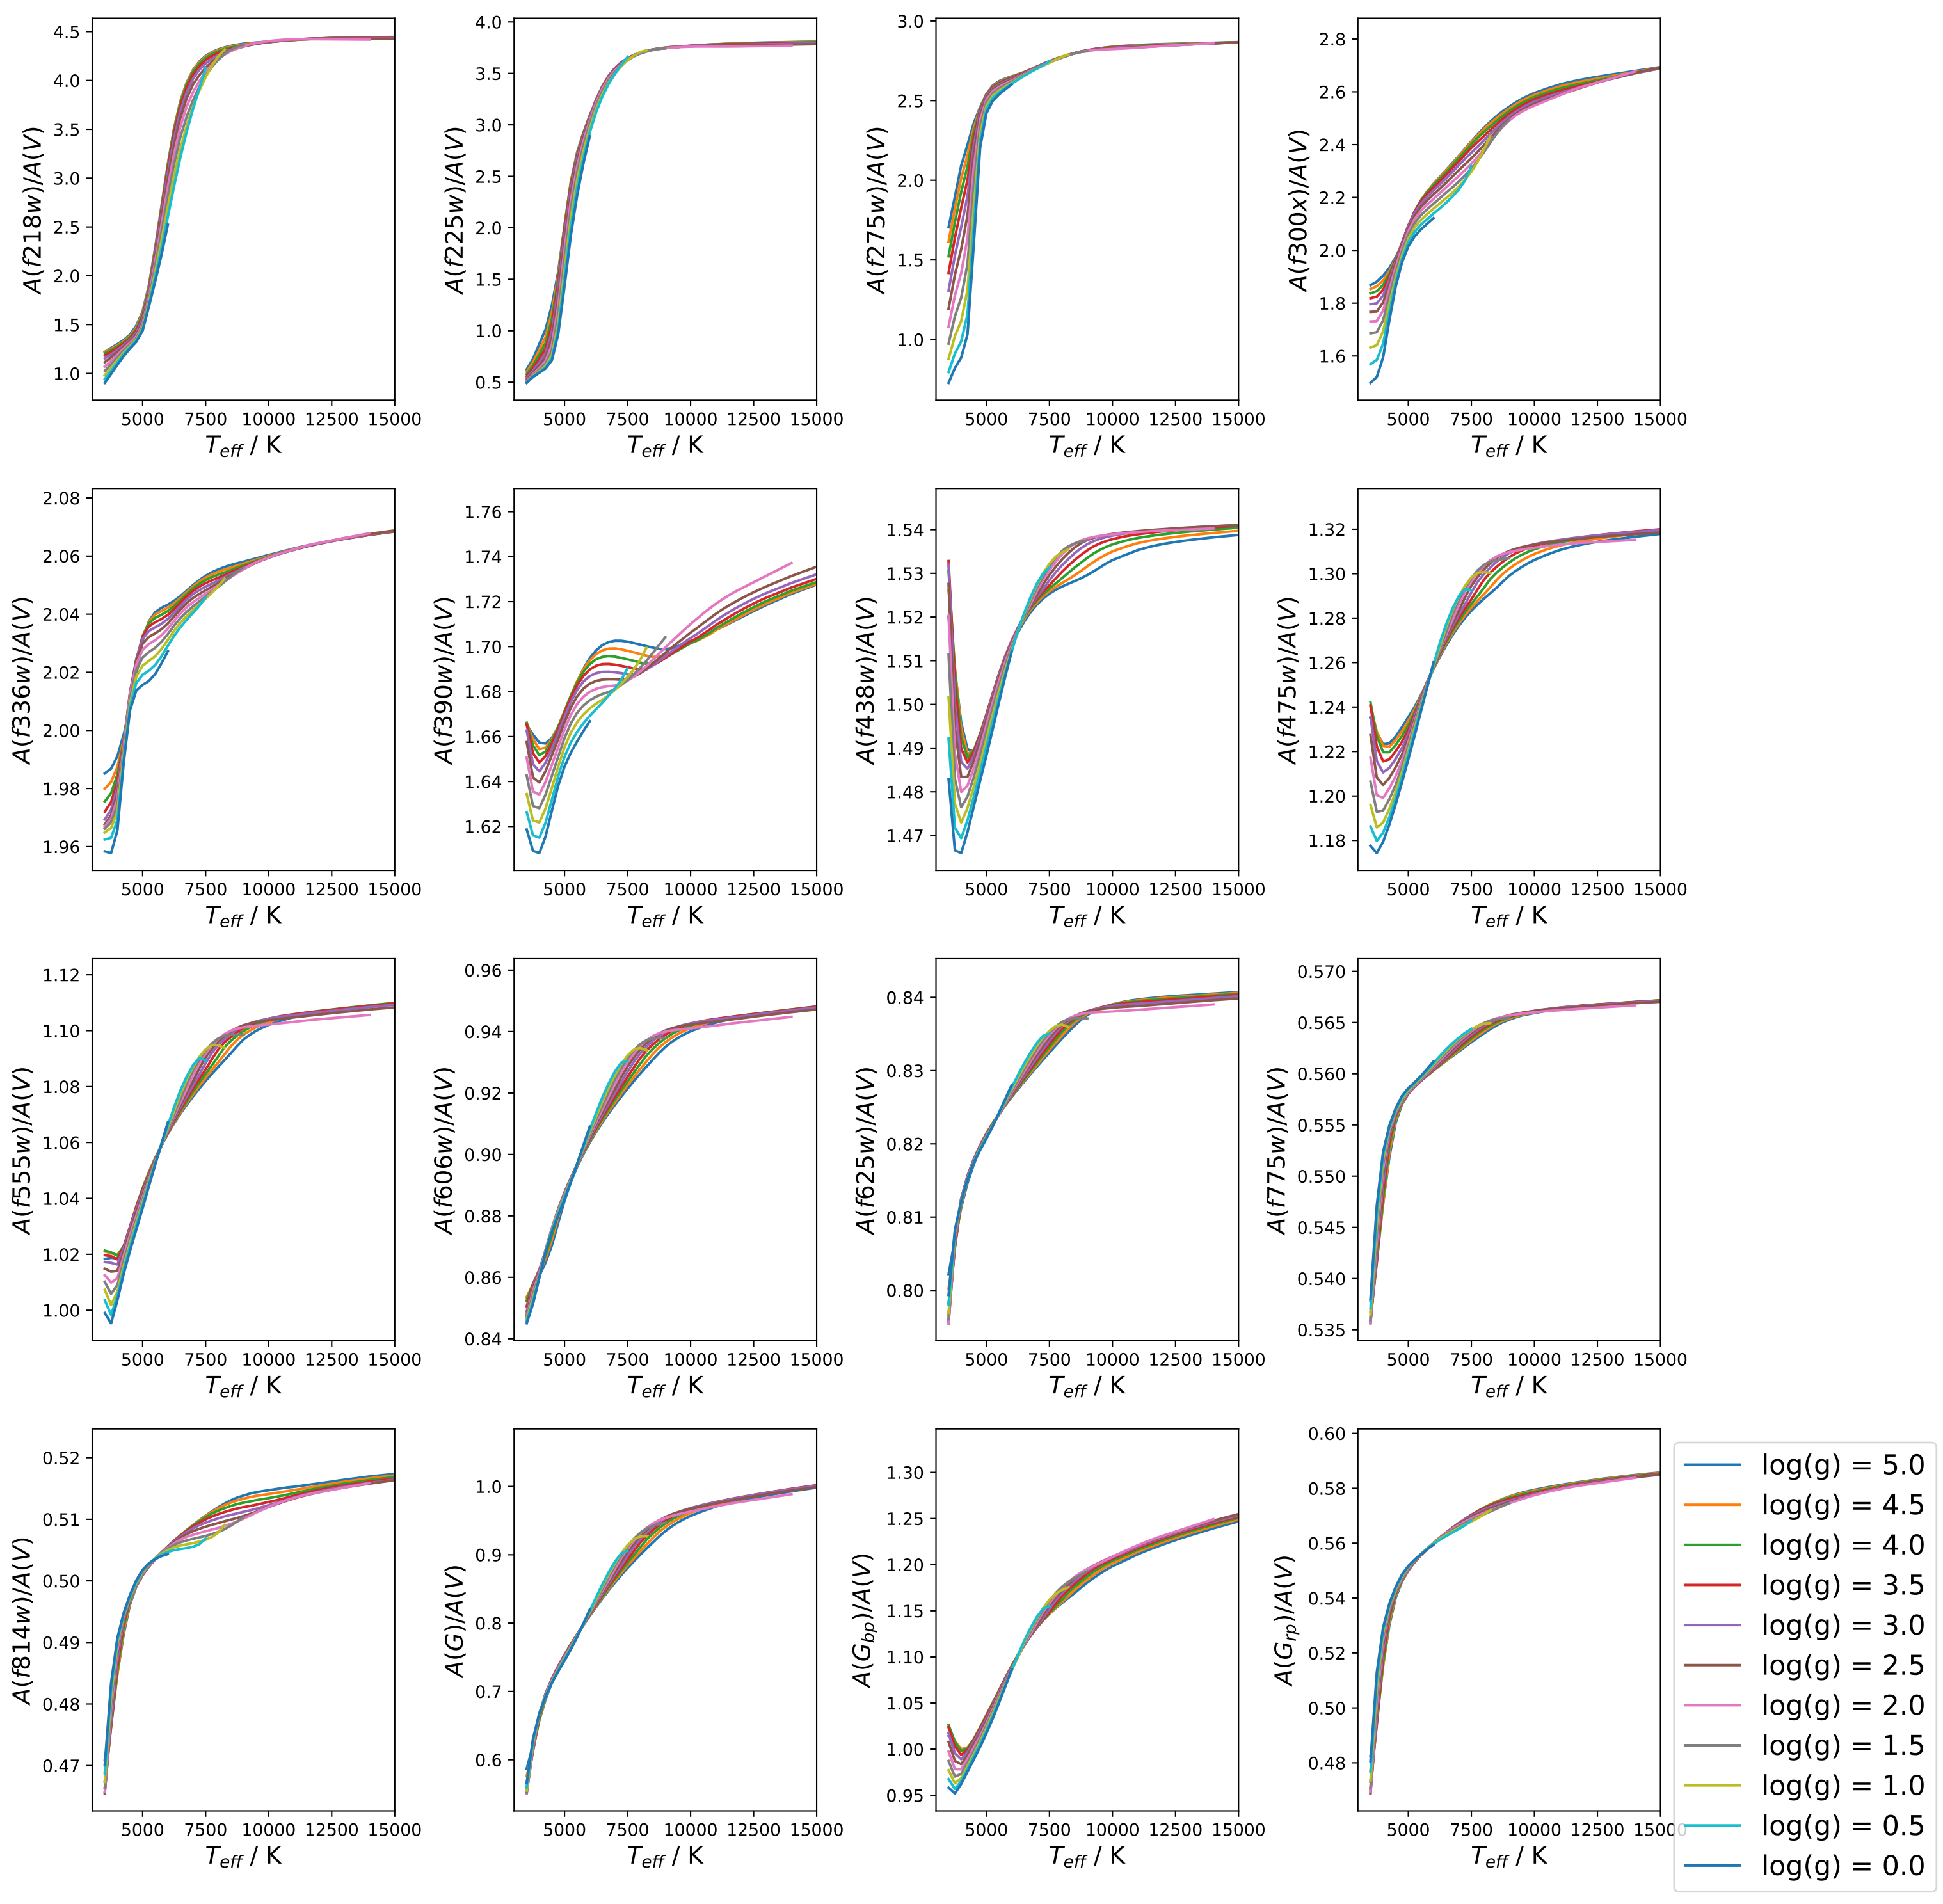 4.5
4.0
3.5
3.0
2.5
2.0
1.5
1.0
A(f218w)/A(V)
5000 7500 10000 12500 15000
T_eff / K
4.0
3.5
3.0
2.5
2.0
1.5
1.0
0.5
A(f225w)/A(V)
5000 7500 10000 12500 15000
T_eff / K
3.0
2.5
2.0
1.5
1.0
A(f275w)/A(V)
5000 7500 10000 12500 15000
T_eff / K
2.8
2.6
2.4
2.2
2.0
1.8
1.6
A(f300x)/A(V)
5000 7500 10000 12500 15000
T_eff / K
2.08
2.06
2.04
2.02
2.00
1.98
1.96
A(f336w)/A(V)
5000 7500 10000 12500 15000
T_eff / K
1.76
1.74
1.72
1.70
1.68
1.66
1.64
1.62
A(f390w)/A(V)
5000 7500 10000 12500 15000
T_eff / K
1.54
1.53
1.52
1.51
1.50
1.49
1.48
1.47
A(f438w)/A(V)
5000 7500 10000 12500 15000
T_eff / K
1.32
1.30
1.28
1.26
1.24
1.22
1.20
1.18
A(f475w)/A(V)
5000 7500 10000 12500 15000
T_eff / K
1.12
1.10
1.08
1.06
1.04
1.02
1.00
A(f555w)/A(V)
5000 7500 10000 12500 15000
T_eff / K
0.96
0.94
0.92
0.90
0.88
0.86
0.84
A(f606w)/A(V)
5000 7500 10000 12500 15000
T_eff / K
0.84
0.83
0.82
0.81
0.80
A(f625w)/A(V)
5000 7500 10000 12500 15000
T_eff / K
0.570
0.565
0.560
0.555
0.550
0.545
0.540
0.535
A(f775w)/A(V)
5000 7500 10000 12500 15000
T_eff / K
0.52
0.51
0.50
0.49
0.48
0.47
A(f814w)/A(V)
5000 7500 10000 12500 15000
T_eff / K
1.0
0.9
0.8
0.7
0.6
A(G)/A(V)
5000 7500 10000 12500 15000
T_eff / K
1.30
1.25
1.20
1.15
1.10
1.05
1.00
0.95
A(G_bp)/A(V)
5000 7500 10000 12500 15000
T_eff / K
0.60
0.58
0.56
0.54
0.52
0.50
0.48
A(G_rp)/A(V)
5000 7500 10000 12500 15000
T_eff / K
log(g) = 5.0
log(g) = 4.5
log(g) = 4.0
log(g) = 3.5
log(g) = 3.0
log(g) = 2.5
log(g) = 2.0
log(g) = 1.5
log(g) = 1.0
log(g) = 0.5
log(g) = 0.0